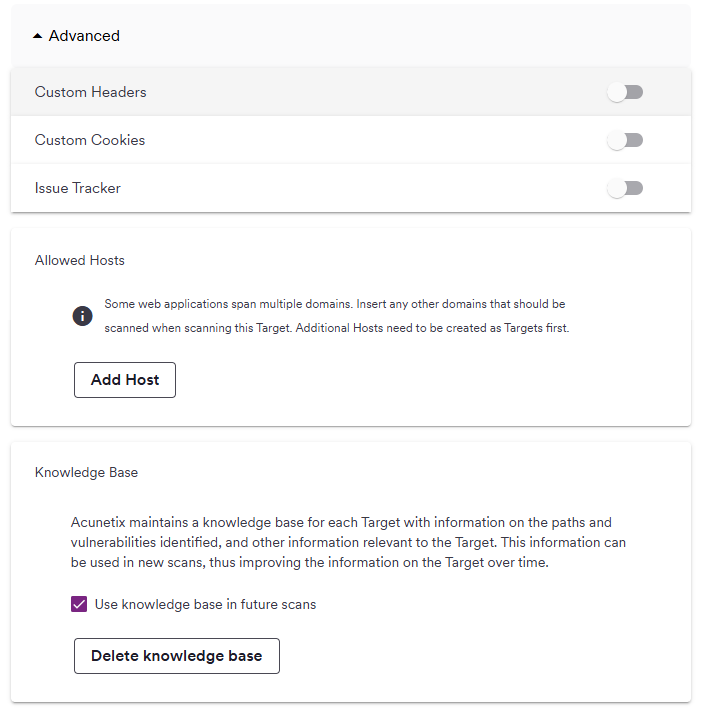 Advanced
Custom Headers
Custom Cookies
Issue Tracker
Allowed Hosts
Some web applications span multiple domains. Insert any other domains that should be
scanned when scanning this Target. Additional Hosts need to be created as Targets first.
Add Host
Knowledge Base
Acunetix maintains a knowledge base for each Target with information on the paths and
vulnerabilities identified, and other information relevant to the Target. This information can
be used in new scans, thus improving the information on the Target over time.
Use knowledge base in future scans
Delete knowledge base